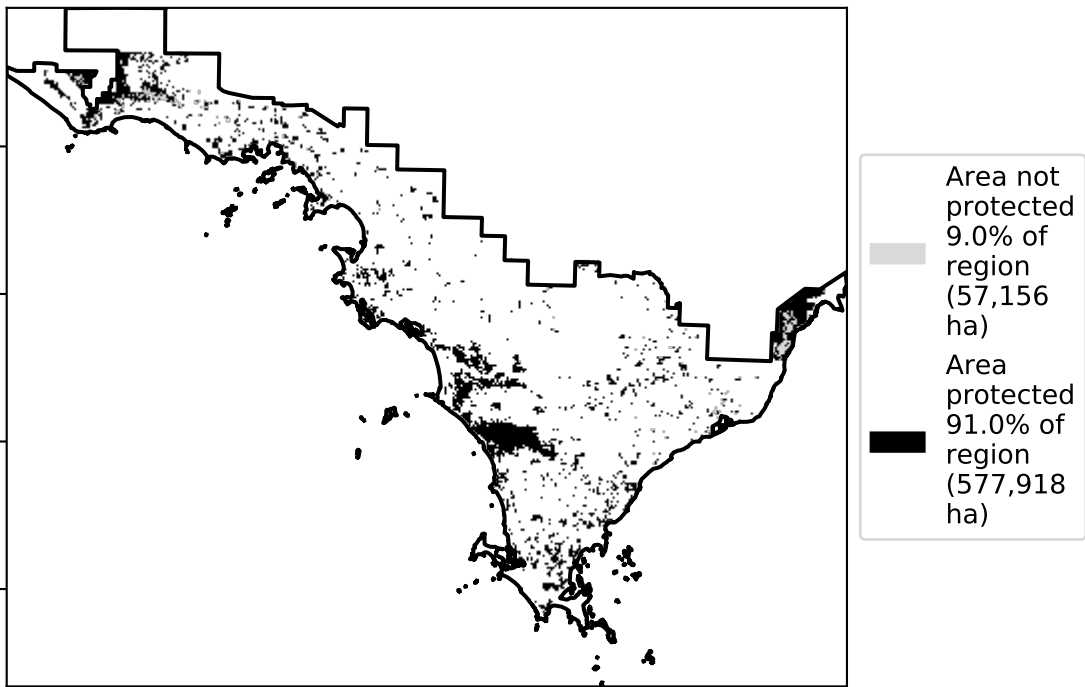 Area not
protected
9.0% of
region
(57,156
ha)
Area
protected
91.0% of
region
(577,918
ha)